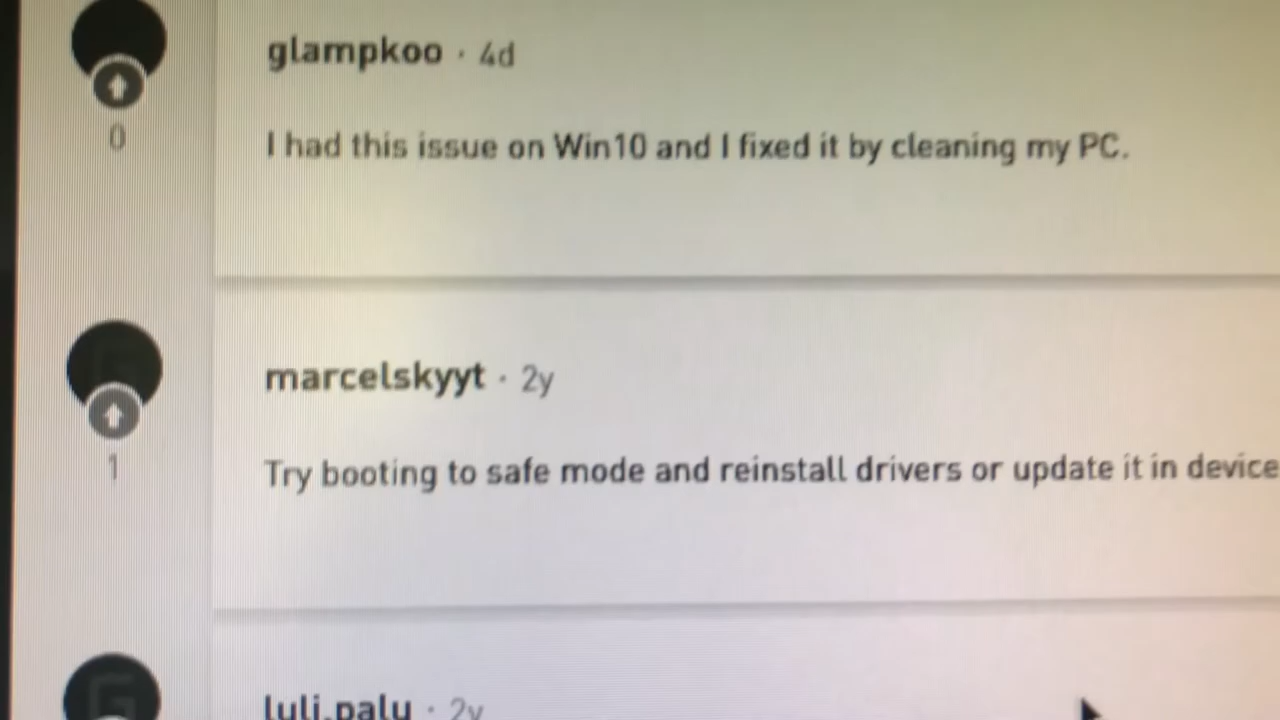 glampkoo · 4d
0
I had this issue on Win10 and I fixed it by cleaning my PC.
marcelskyyt · 2y
1
Try booting to safe mode and reinstall drivers or update it in device
luli.palu · 2y